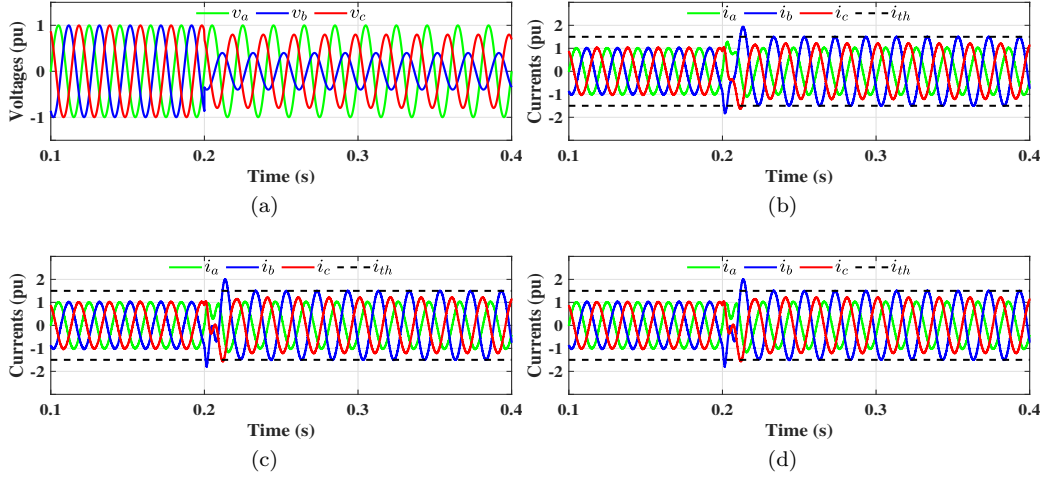 v_a v_b v_c
Voltages (pu)
1
0
-1
0.1 0.2 0.3 0.4
Time (s)
(a)
i_a i_b i_c i_th
Currents (pu)
2
1
0
-1
-2
0.1 0.2 0.3 0.4
Time (s)
(b)
i_a i_b i_c i_th
Currents (pu)
2
1
0
-1
-2
0.1 0.2 0.3 0.4
Time (s)
(c)
i_a i_b i_c i_th
Currents (pu)
2
1
0
-1
-2
0.1 0.2 0.3 0.4
Time (s)
(d)